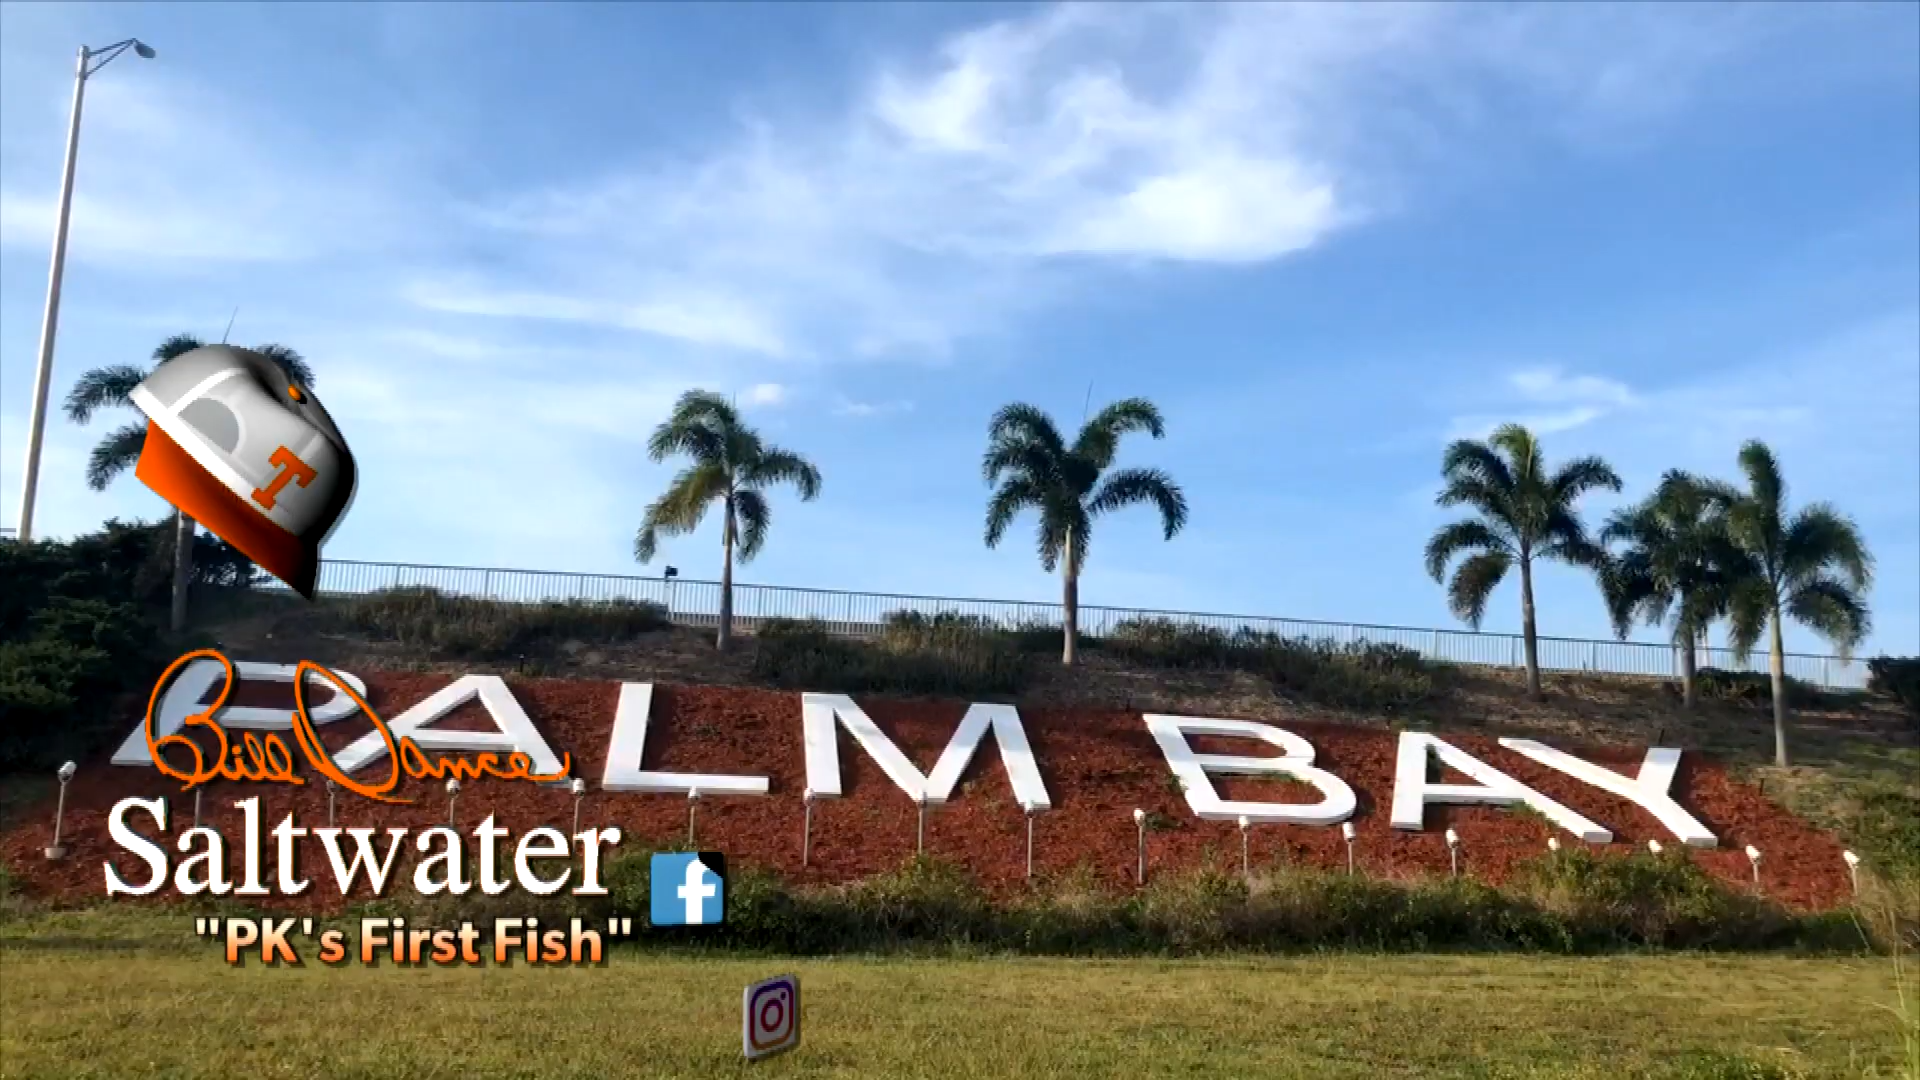 T
PALM BAY
Bill Dance
Saltwater
"PK's First Fish"
f